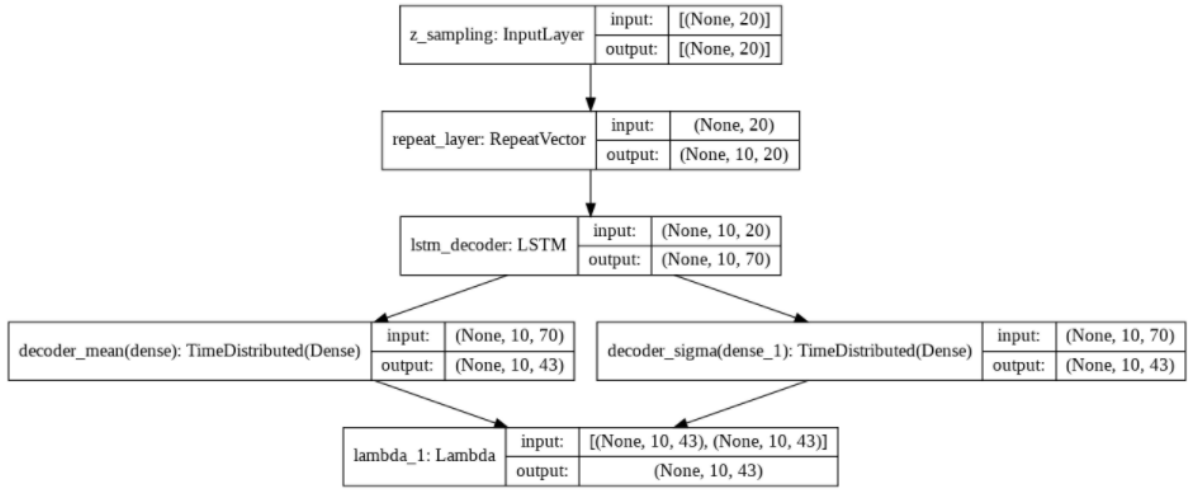 z_sampling: InputLayer input: [(None, 20)]
output: [(None, 20)]
repeat_layer: RepeatVector input: (None, 20)
output: (None, 10, 20)
lstm_decoder: LSTM input: (None, 10, 20)
output: (None, 10, 70)
decoder_mean(dense): TimeDistributed(Dense) input: (None, 10, 70)
output: (None, 10, 43)
decoder_sigma(dense_1): TimeDistributed(Dense) input: (None, 10, 70)
output: (None, 10, 43)
lambda_1: Lambda input: [(None, 10, 43), (None, 10, 43)]
output: (None, 10, 43)